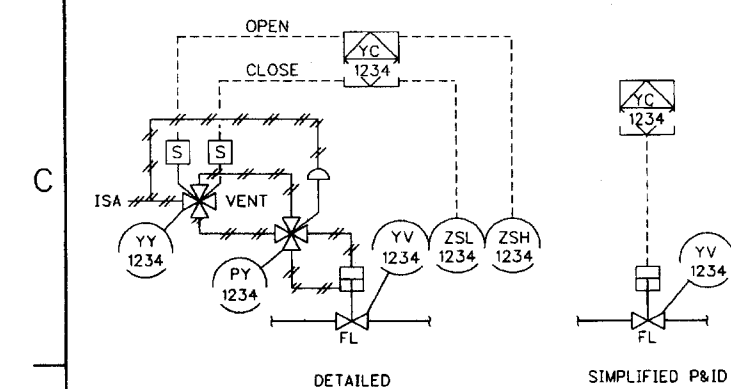 OPEN
YC
1234
CLOSE
YC
1234
S S
C
ISA VENT
YY
1234
PY
1234
YV
1234
ZSL
1234
ZSH
1234
YV
1234
FL
FL
DETAILED
SIMPLIFIED P&ID